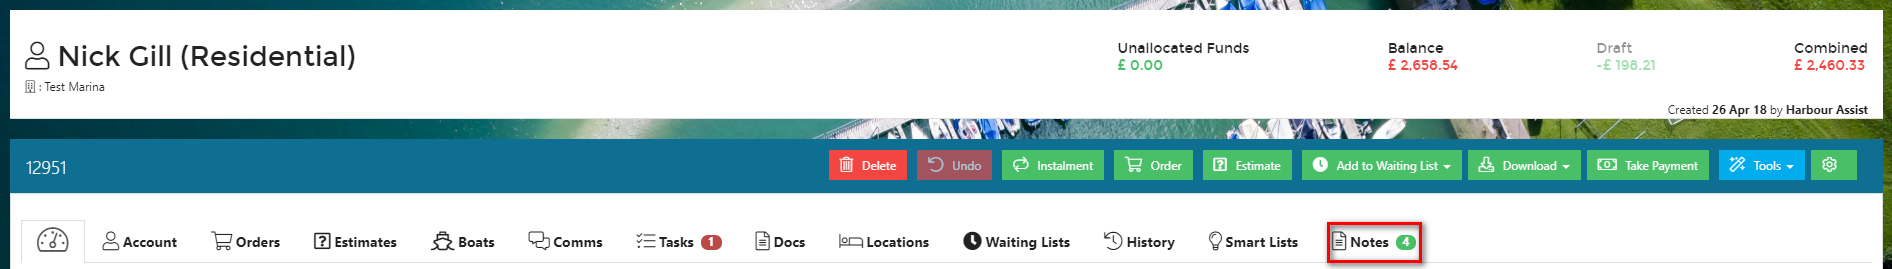 Nick Gill (Residential)
: Test Marina
Unallocated Funds
£ 0.00
Balance
£ 2,658.54
Draft
-£ 198.21
Combined
£ 2,460.33
Created 26 Apr 18 by Harbour Assist
12951
Delete
Undo
Instalment
Order
Estimate
Add to Waiting List
Download
Take Payment
Tools
Account
Orders
Estimates
Boats
Comms
Tasks 1
Docs
Locations
Waiting Lists
History
Smart Lists
Notes 4